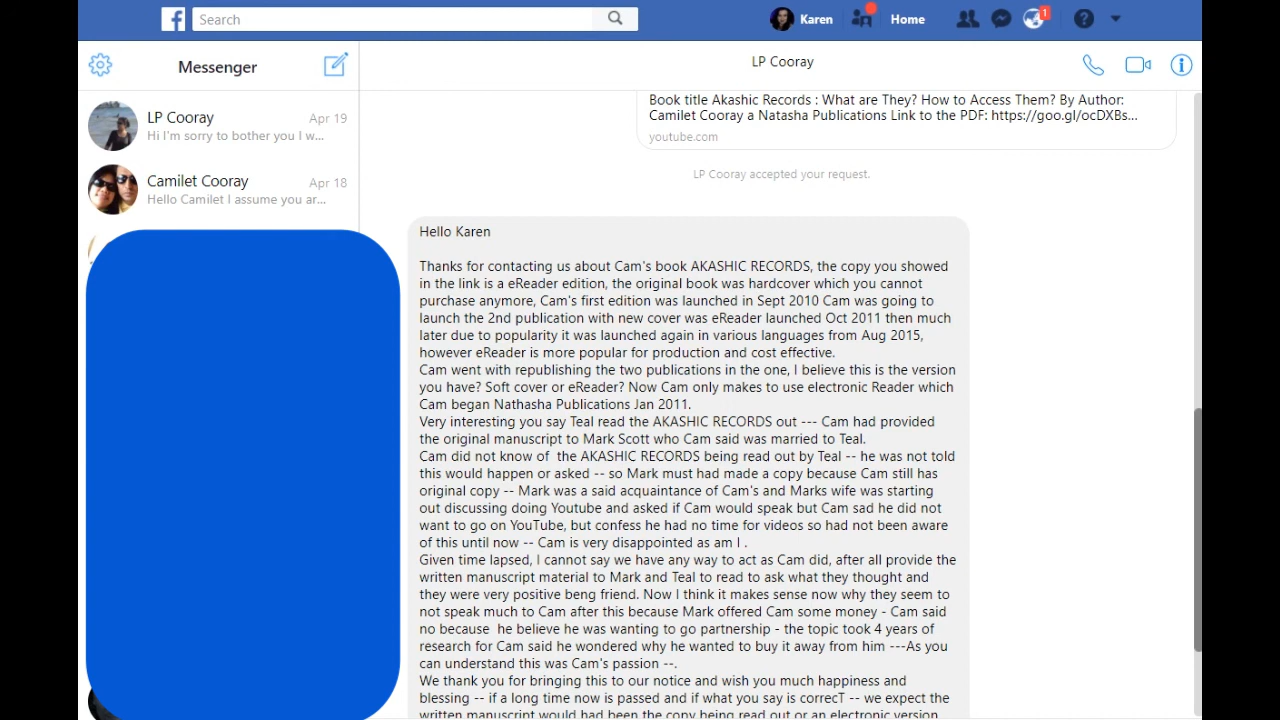 f
Search
Karen
Home
1
?
Messenger
LP Cooray
LP Cooray
Apr 19
Hi I'm sorry to bother you I w...
Camilet Cooray
Apr 18
Hello Camilet I assume you ar...
Book title Akashic Records : What are They? How to Access Them? By Author:
Camilet Cooray a Natasha Publications Link to the PDF: https://goo.gl/ocDXBs...
youtube.com
LP Cooray accepted your request.
Hello Karen
Thanks for contacting us about Cam's book AKASHIC RECORDS, the copy you showed
in the link is a eReader edition, the original book was hardcover which you cannot
purchase anymore, Cam's first edition was launched in Sept 2010 Cam was going to
launch the 2nd publication with new cover was eReader launched Oct 2011 then much
later due to popularity it was launched again in various languages from Aug 2015,
however eReader is more popular for production and cost effective.
Cam went with republishing the two publications in the one, I believe this is the version
you have? Soft cover or eReader? Now Cam only makes to use electronic Reader which
Cam began Nathasha Publications Jan 2011.
Very interesting you say Teal read the AKASHIC RECORDS out --- Cam had provided
the original manuscript to Mark Scott who Cam said was married to Teal.
Cam did not know of  the AKASHIC RECORDS being read out by Teal -- he was not told
this would happen or asked -- so Mark must had made a copy because Cam still has
original copy -- Mark was a said acquaintance of Cam's and Marks wife was starting
out discussing doing Youtube and asked if Cam would speak but Cam sad he did not
want to go on YouTube, but confess he had no time for videos so had not been aware
of this until now -- Cam is very disappointed as am I .
Given time lapsed, I cannot say we have any way to act as Cam did, after all provide the
written manuscript material to Mark and Teal to read to ask what they thought and
they were very positive beng friend. Now I think it makes sense now why they seem to
not speak much to Cam after this because Mark offered Cam some money - Cam said
no because  he believe he was wanting to go partnership - the topic took 4 years of
research for Cam said he wondered why he wanted to buy it away from him ---As you
can understand this was Cam's passion --.
We thank you for bringing this to our notice and wish you much happiness and
blessing -- if a long time now is passed and if what you say is correcT -- we expect the
written manuscript would had been the copy being read out or an electronic version